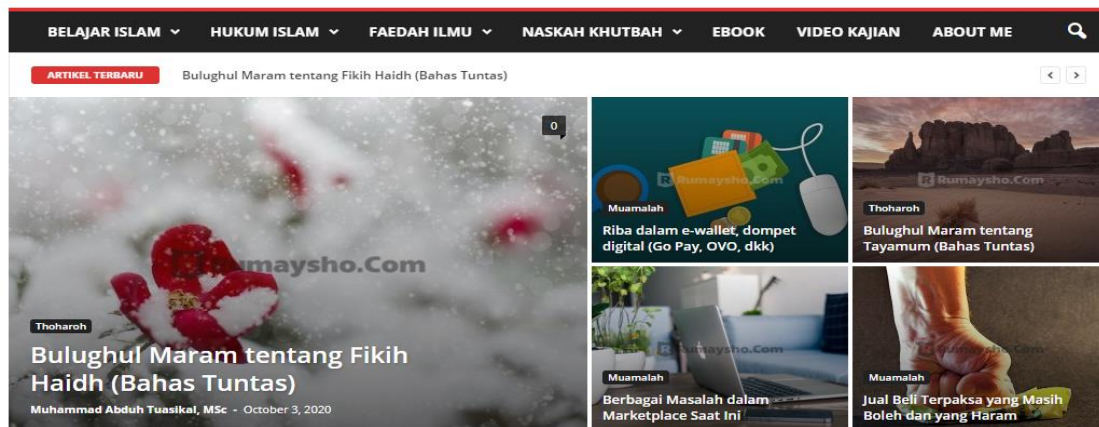 BELAJAR ISLAM HUKUM ISLAM FAEDAH ILMU NASKAH KHUTBAH EBOOK VIDEO KAJIAN ABOUT ME
ARTIKEL TERBARU Bulughul Maram tentang Fikih Haidh (Bahas Tuntas)
0
Rumaysho.Com
Thoharoh
Bulughul Maram tentang Fikih
Haidh (Bahas Tuntas)
Muhammad Abduh Tuasikal, MSc - October 3, 2020
R Rumaysho.Com
Muamalah
Riba dalam e-wallet, dompet
digital (Go Pay, OVO, dkk)
R Rumaysho.Com
Thoharoh
Bulughul Maram tentang
Tayamum (Bahas Tuntas)
R Rumaysho.Com
Muamalah
Berbagai Masalah dalam
Marketplace Saat Ini
R Rumaysho.Com
Muamalah
Jual Beli Terpaksa yang Masih
Boleh dan yang Haram